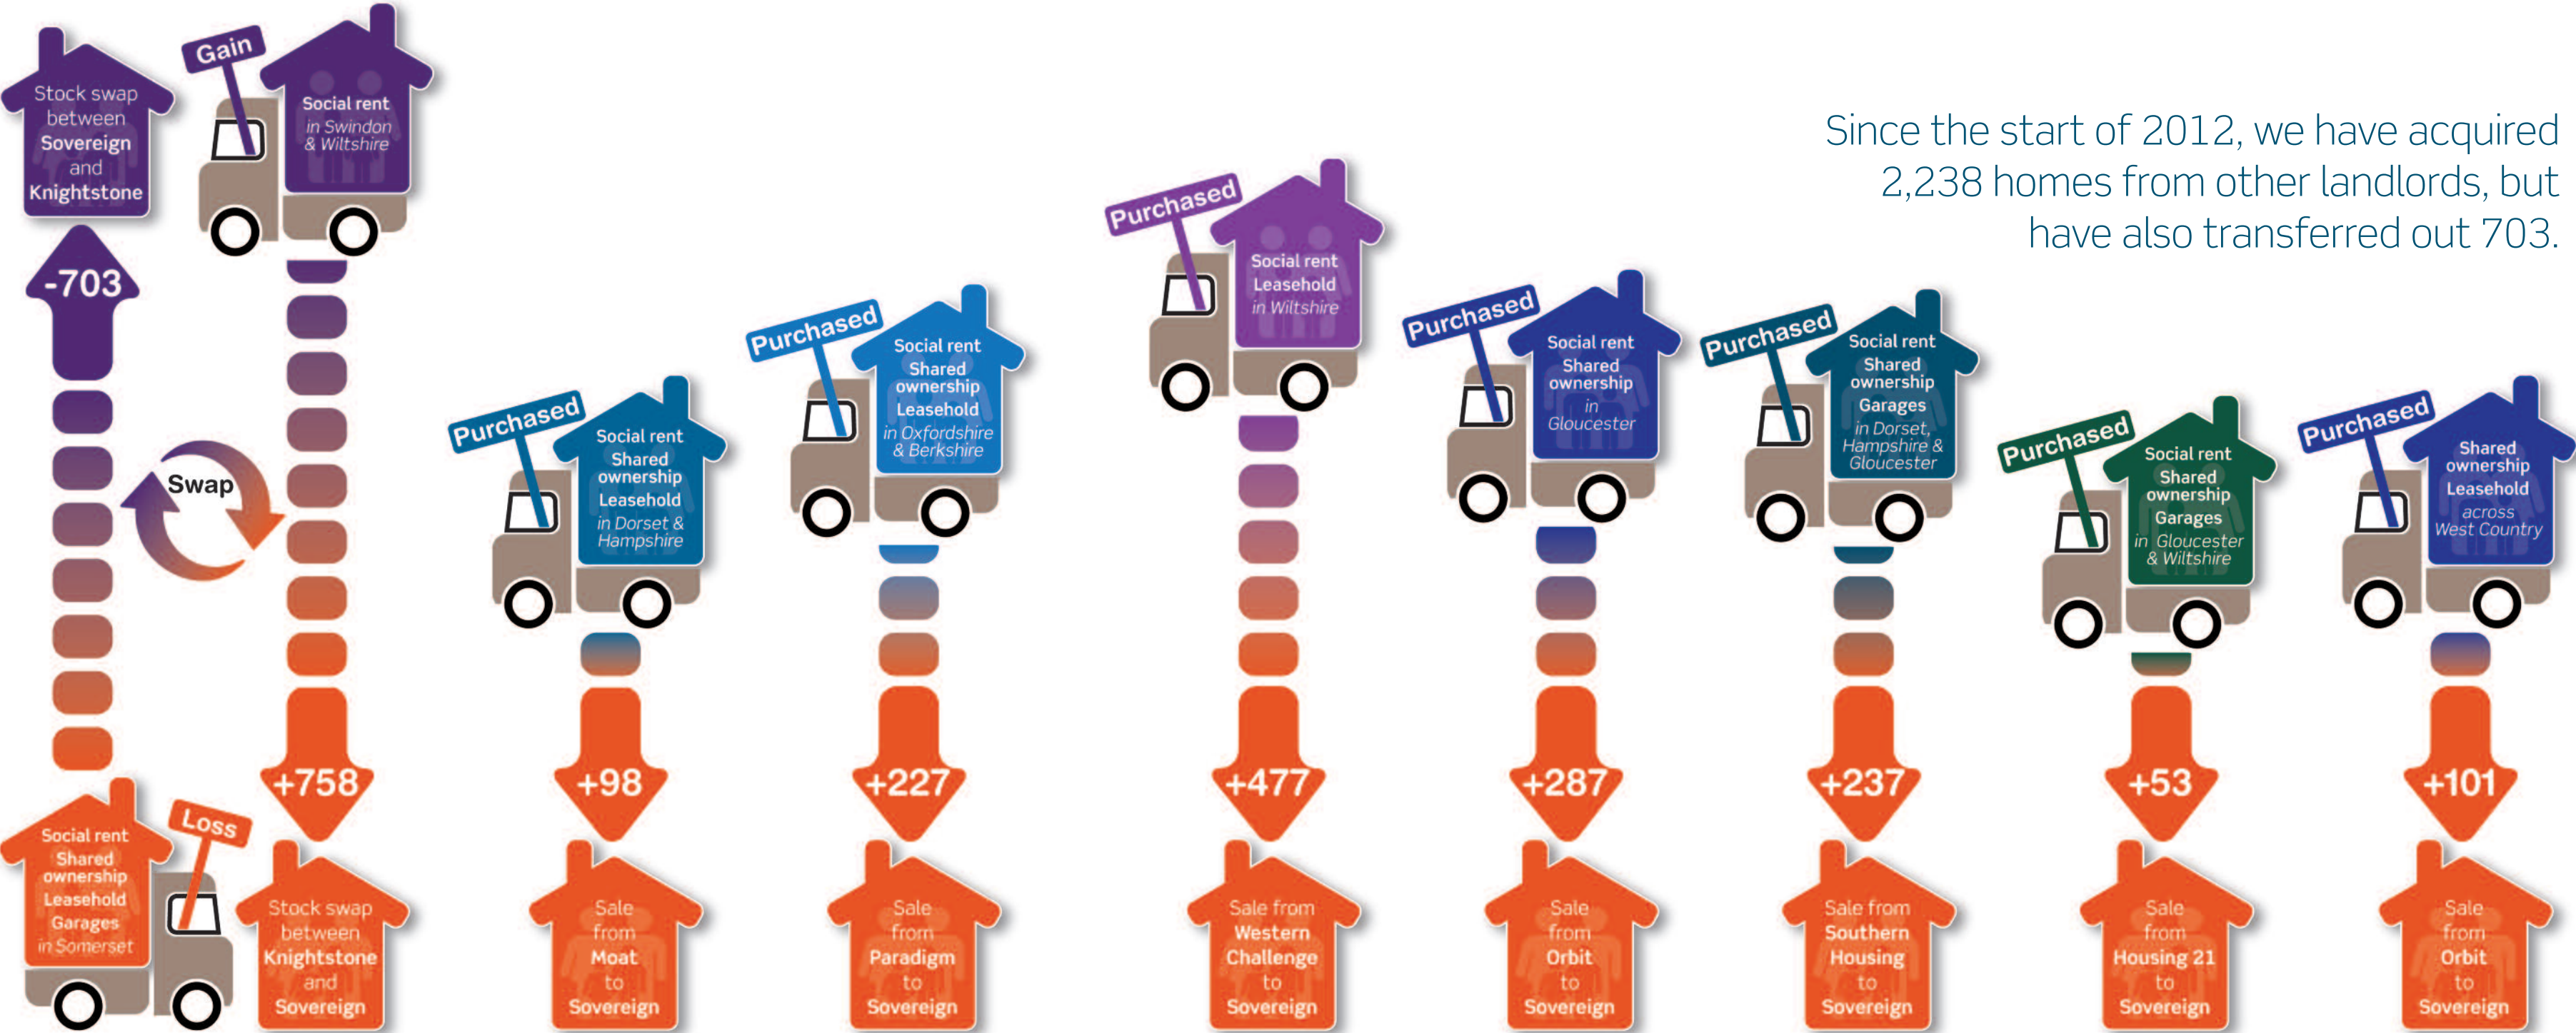 Stock swap
between
Sovereign
and
Knightstone
-703
Gain
Social rent
in Swindon
& Wiltshire
Swap
Social rent
Shared
ownership
Leasehold
Garages
in Somerset
Loss
+758
Stock swap
between
Knightstone
and
Sovereign
Purchased
Social rent
Shared
ownership
Leasehold
in Dorset &
Hampshire
+98
Sale
from
Moat
to
Sovereign
Purchased
Social rent
Shared
ownership
Leasehold
in Oxfordshire
& Berkshire
+227
Sale
from
Paradigm
to
Sovereign
Purchased
Social rent
Leasehold
in Wiltshire
+477
Sale from
Western
Challenge
to
Sovereign
Purchased
Social rent
Shared
ownership
in
Gloucester
+287
Sale
from
Orbit
to
Sovereign
Purchased
Social rent
Shared
ownership
Garages
in Dorset,
Hampshire &
Gloucester
+237
Sale from
Southern
Housing
to
Sovereign
Purchased
Social rent
Shared
ownership
Garages
in Gloucester
& Wiltshire
+53
Sale
from
Housing 21
to
Sovereign
Purchased
Shared
ownership
Leasehold
across
West Country
+101
Sale
from
Orbit
to
Sovereign
Since the start of 2012, we have acquired
2,238 homes from other landlords, but
have also transferred out 703.